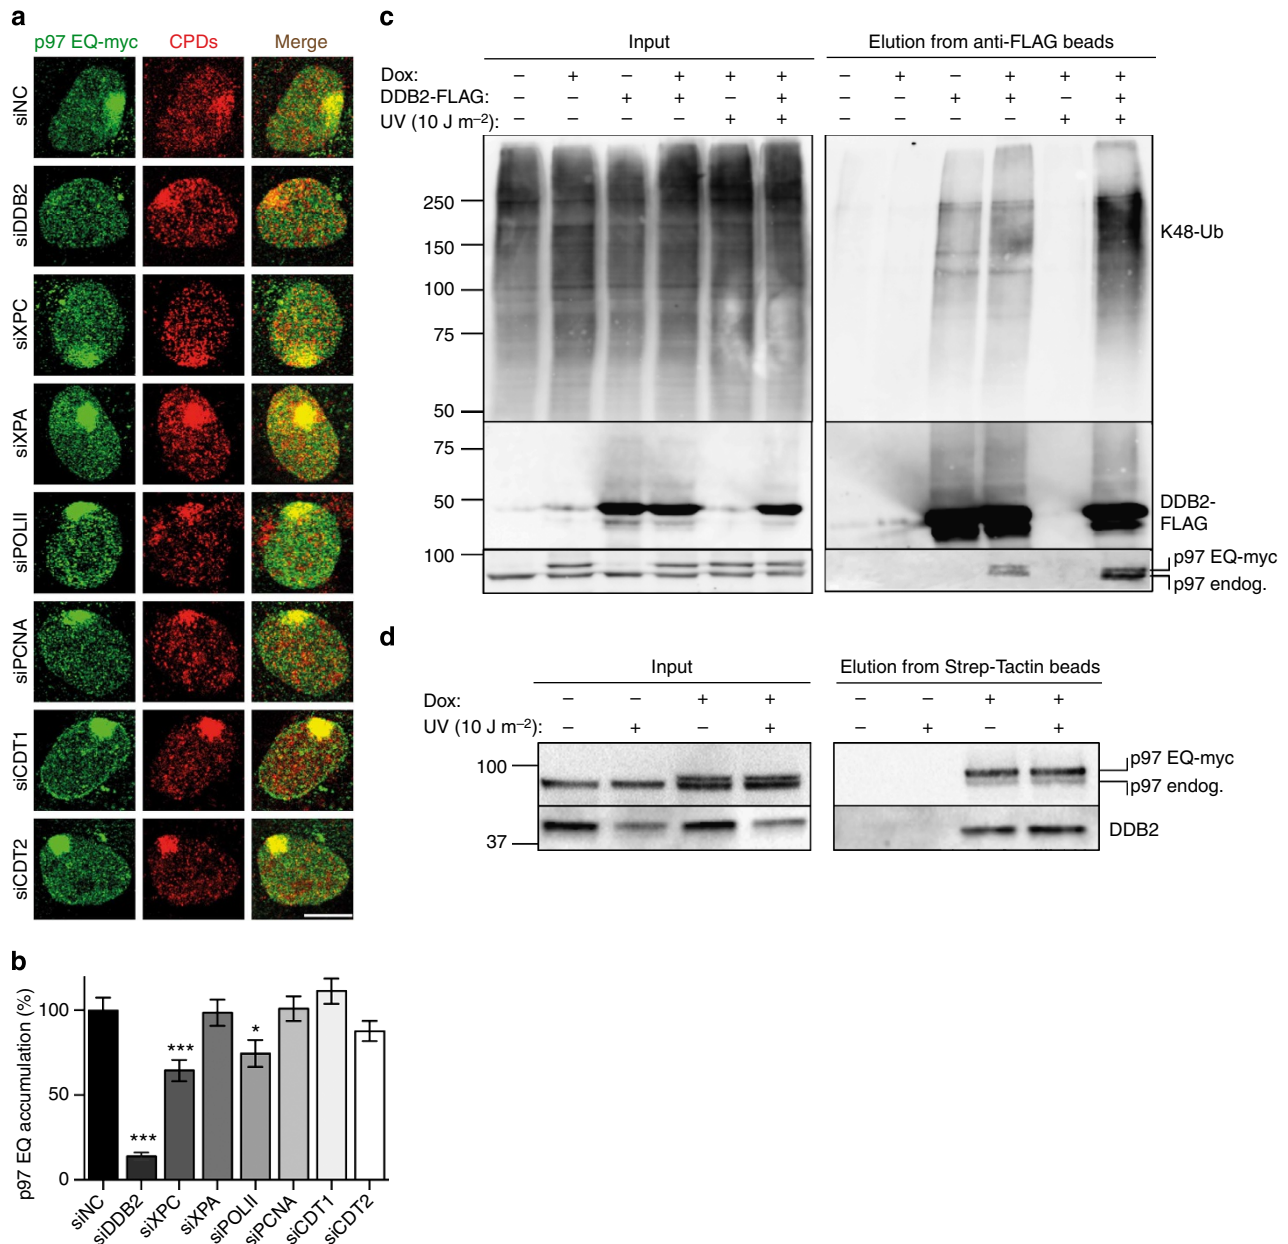 a
p97 EQ-myc CPDs Merge
siNC
siDDB2
siXPC
siXPA
siPOLII
siPCNA
siCDT1
siCDT2
b
p97 EQ accumulation (%)
100
50
0
***
***
*
siNC siDDB2 siXPC siXPA siPOLII siPCNA siCDT1 siCDT2
c
Input Elution from anti-FLAG beads
Dox: – + – + + + – + – + + +
DDB2-FLAG: – – + + – + – – + + – +
UV (10 J m–2): – – – – + + – – – – + +
250
150
100
75
50
K48-Ub
75
50
DDB2-
FLAG
100
p97 EQ-myc
p97 endog.
d
Input Elution from Strep-Tactin beads
Dox: – – + + – – + +
UV (10 J m–2): – + – + – + – +
100
p97 EQ-myc
p97 endog.
37
DDB2